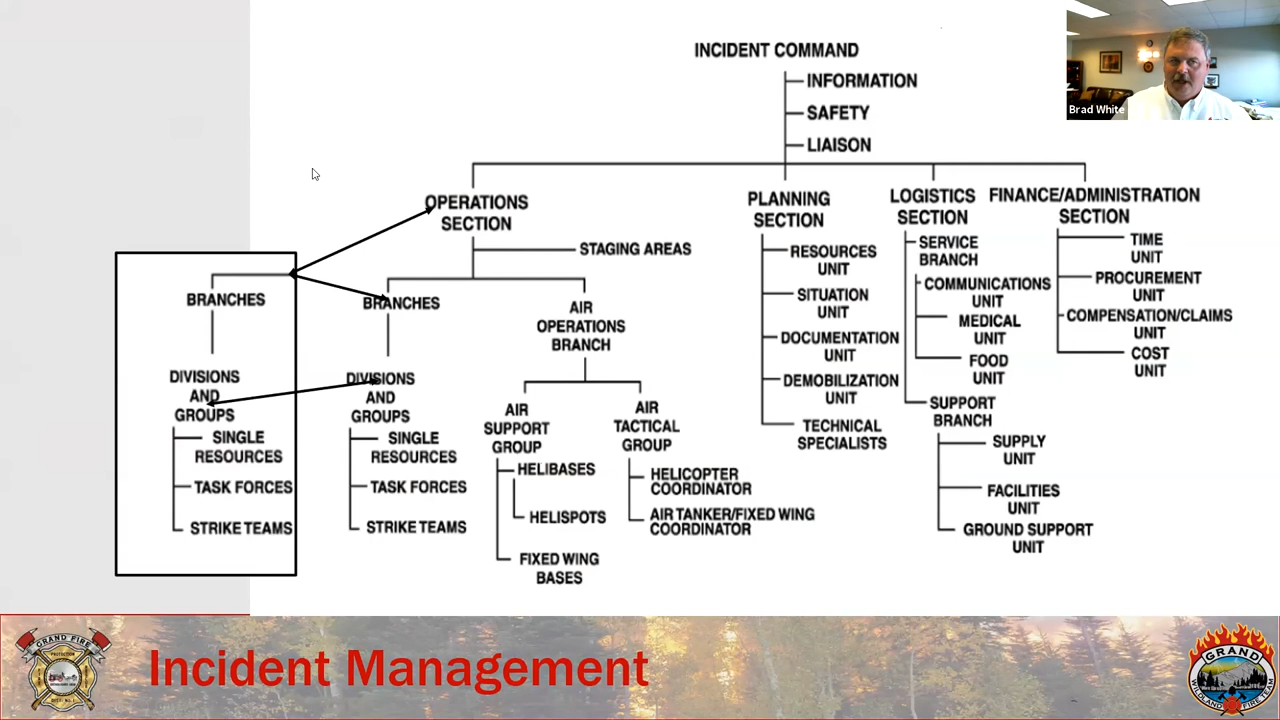 INCIDENT COMMAND
INFORMATION
SAFETY
LIAISON
Brad White
OPERATIONS
SECTION
STAGING AREAS
BRANCHES
DIVISIONS
AND
GROUPS
SINGLE
RESOURCES
TASK FORCES
STRIKE TEAMS
BRANCHES
DIVISIONS
AND
GROUPS
SINGLE
RESOURCES
TASK FORCES
STRIKE TEAMS
AIR
OPERATIONS
BRANCH
AIR
SUPPORT
GROUP
HELIBASES
HELISPOTS
FIXED WING
BASES
AIR
TACTICAL
GROUP
HELICOPTER
COORDINATOR
AIR TANKER/FIXED WING
COORDINATOR
PLANNING
SECTION
RESOURCES
UNIT
SITUATION
UNIT
DOCUMENTATION
UNIT
DEMOBILIZATION
UNIT
TECHNICAL
SPECIALISTS
LOGISTICS
SECTION
SERVICE
BRANCH
COMMUNICATIONS
UNIT
MEDICAL
UNIT
FOOD
UNIT
SUPPORT
BRANCH
SUPPLY
UNIT
FACILITIES
UNIT
GROUND SUPPORT
UNIT
FINANCE/ADMINISTRATION
SECTION
TIME
UNIT
PROCUREMENT
UNIT
COMPENSATION/CLAIMS
UNIT
COST
UNIT
GRAND FIRE
PROTECTION
Incident Management
GRAND
WILDLAND FIRE TEAM